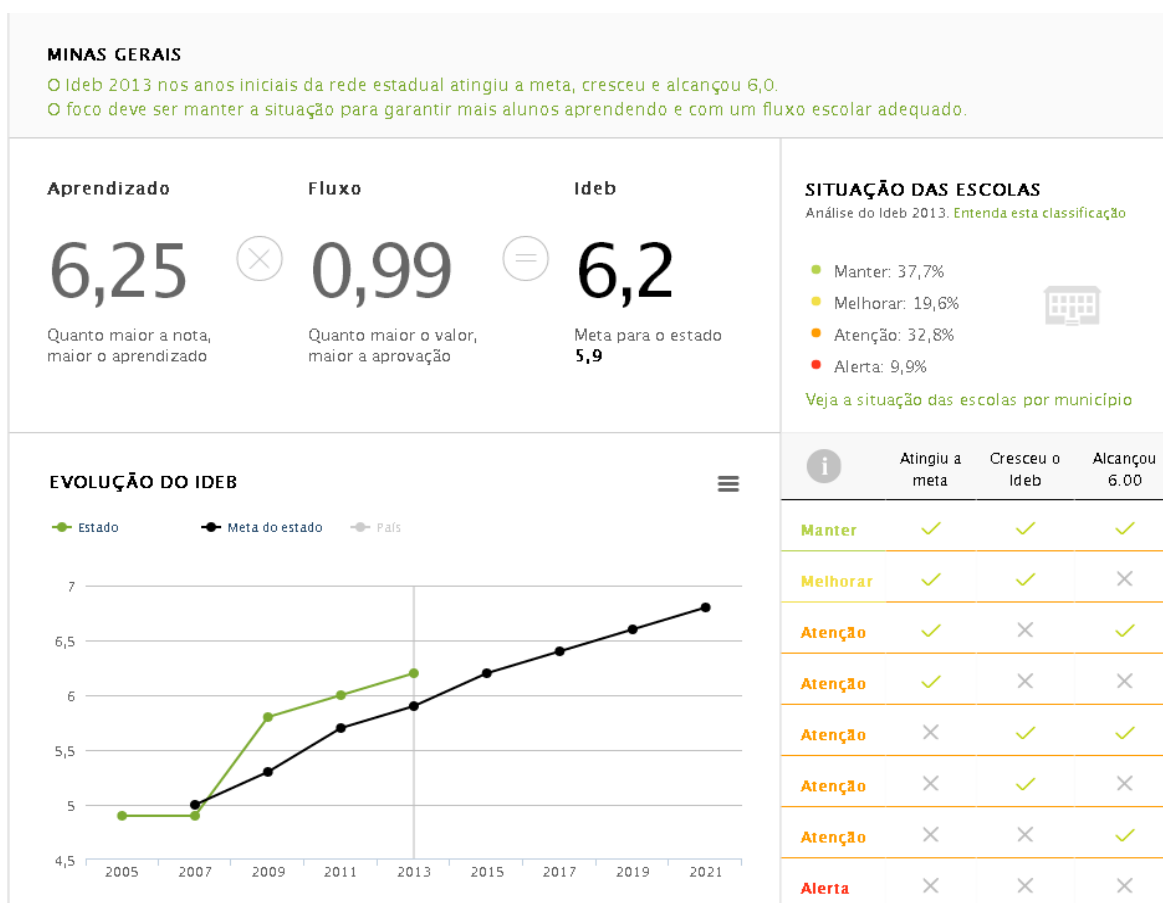 MINAS GERAIS
O Ideb 2013 nos anos iniciais da rede estadual atingiu a meta, cresceu e alcançou 6,0.
O foco deve ser manter a situação para garantir mais alunos aprendendo e com um fluxo escolar adequado.
Aprendizado
Fluxo
Ideb
6,25
0,99
6,2
Quanto maior a nota,
maior o aprendizado
Quanto maior o valor,
maior a aprovação
Meta para o estado
5,9
SITUAÇÃO DAS ESCOLAS
Análise do Ideb 2013. Entenda esta classificação
Manter: 37,7%
Melhorar: 19,6%
Atenção: 32,8%
Alerta: 9,9%
Veja a situação das escolas por município
EVOLUÇÃO DO IDEB
Estado
Meta do estado
País
7
6,5
6
5,5
5
4,5
2005 2007 2009 2011 2013 2015 2017 2019 2021
i
Atingiu a
meta
Cresceu o
Ideb
Alcançou
6.00
Manter
Melhorar
Atenção
Atenção
Atenção
Atenção
Atenção
Alerta